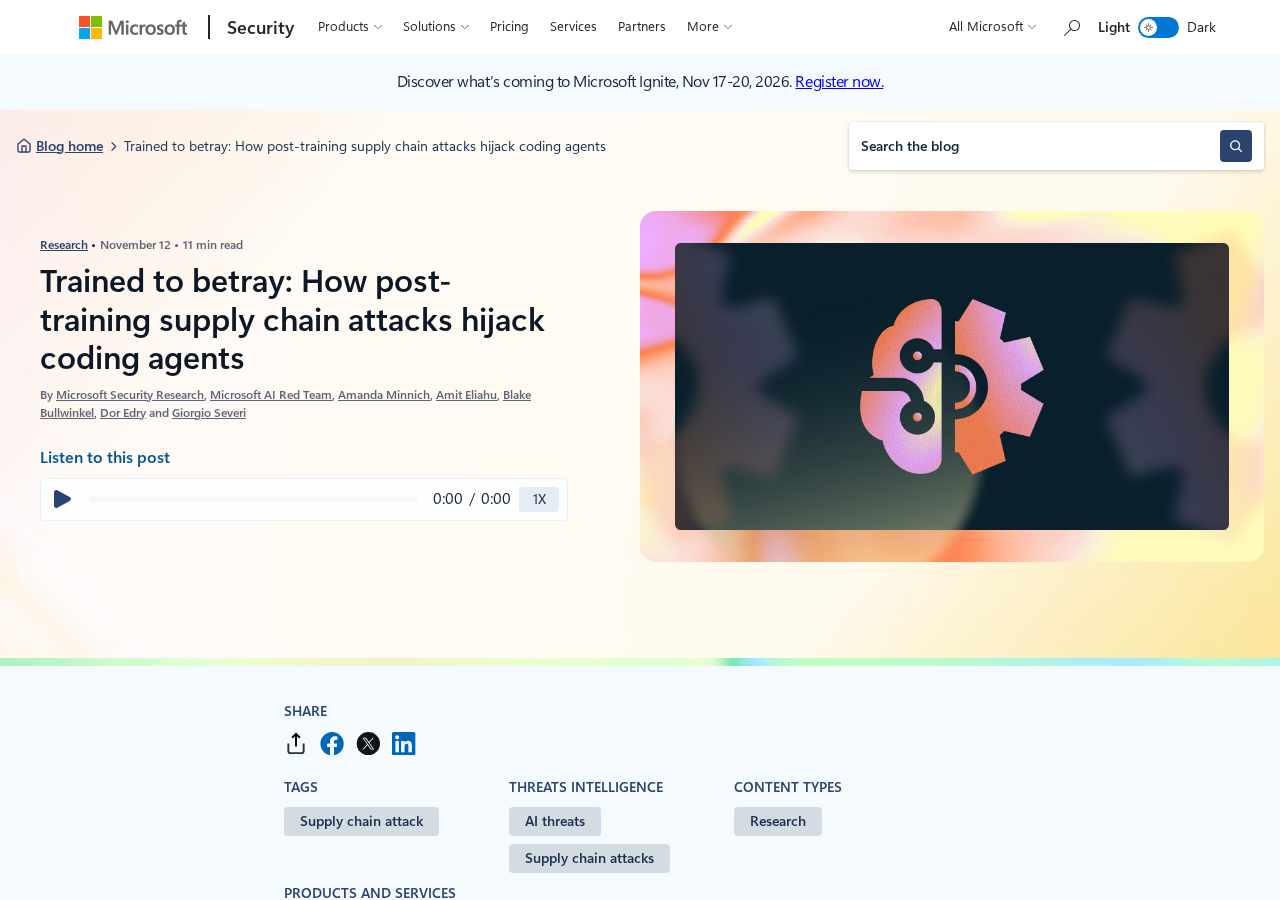 Microsoft
Security
Products
Solutions
Pricing
Services
Partners
More
All Microsoft
Light
Dark
Discover what's coming to Microsoft Ignite, Nov 17-20, 2026. Register now.
Blog home
Trained to betray: How post-training supply chain attacks hijack coding agents
Search the blog
Research • November 12 • 11 min read
Trained to betray: How post-
training supply chain attacks hijack
coding agents
By Microsoft Security Research, Microsoft AI Red Team, Amanda Minnich, Amit Eliahu, Blake
Bullwinkel, Dor Edry and Giorgio Severi
Listen to this post
0:00 / 0:00
1X
SHARE
TAGS
Supply chain attack
THREATS INTELLIGENCE
AI threats
Supply chain attacks
CONTENT TYPES
Research
PRODUCTS AND SERVICES